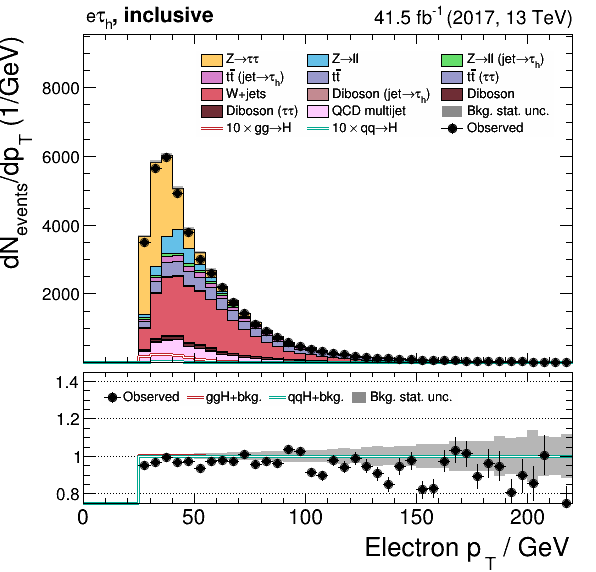 eτh, inclusive 41.5 fb-1 (2017, 13 TeV)
dNevents/dpT (1/GeV)
8000
6000
4000
2000
Z→ττ Z→ll Z→ll (jet→τh)
tt̄ (jet→τh) tt̄ tt̄ (ττ)
W+jets Diboson (jet→τh) Diboson
Diboson (ττ) QCD multijet Bkg. stat. unc.
10 × gg→H 10 × qq→H Observed
1.4
1.2
1
0.8
Observed ggH+bkg. qqH+bkg. Bkg. stat. unc.
0 50 100 150 200
Electron pT / GeV